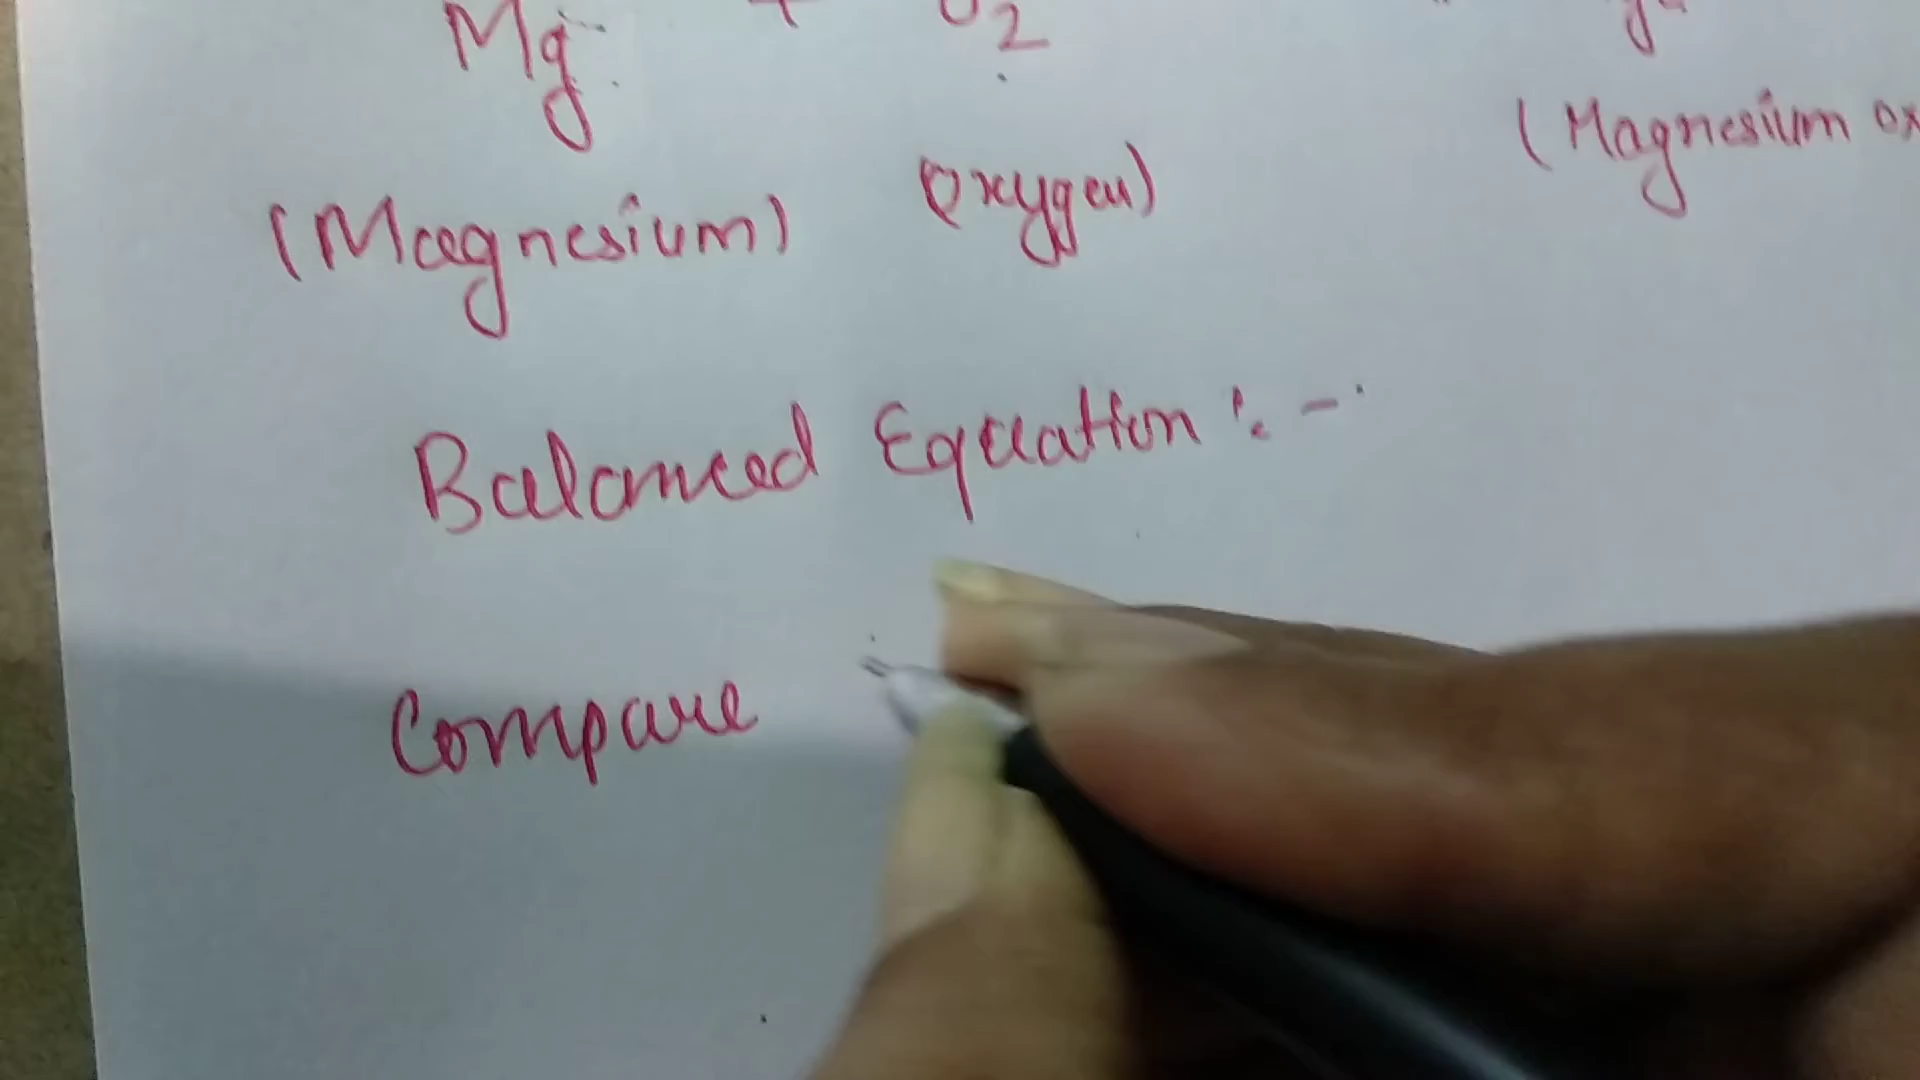 Mg + O2
(Magnesium) (Oxygen) (Magnesium ox
Balanced Equation :-
Compare